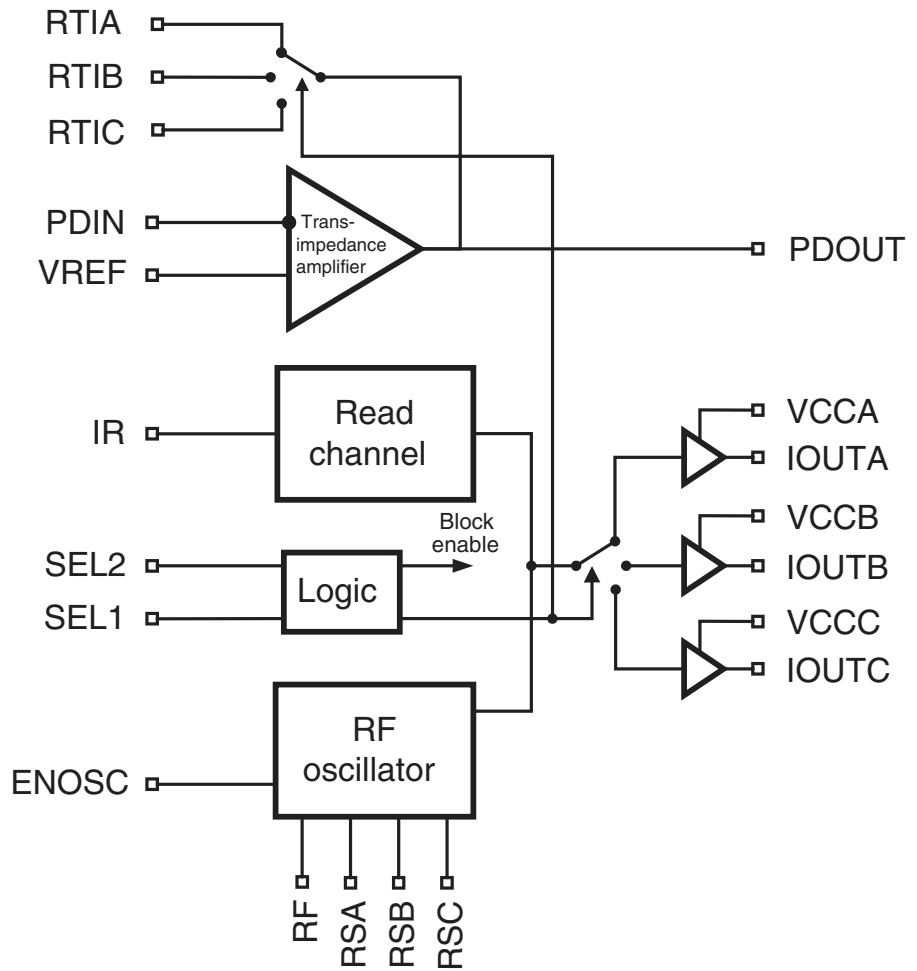 RTIA
RTIB
RTIC
PDIN
VREF
Trans-
impedance
amplifier
PDOUT
IR
Read
channel
VCCA
IOUTA
VCCB
IOUTB
VCCC
IOUTC
Block
enable
SEL2
SEL1
Logic
ENOSC
RF
oscillator
RF
RSA
RSB
RSC